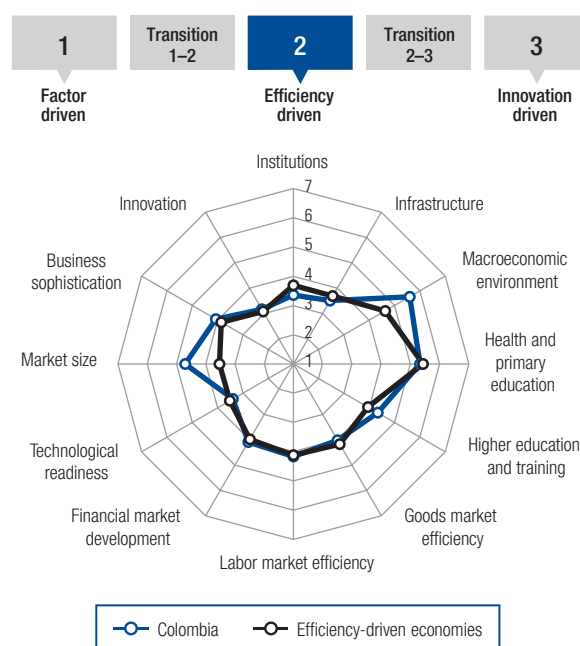 1
Transition
1–2
2
Transition
2–3
3
Factor
driven
Efficiency
driven
Innovation
driven
Institutions
Infrastructure
Macroeconomic
environment
Health and
primary
education
Higher education
and training
Goods market
efficiency
Labor market efficiency
Financial market
development
Technological
readiness
Market size
Business
sophistication
Innovation
7
6
5
4
3
2
1
Colombia
Efficiency-driven economies